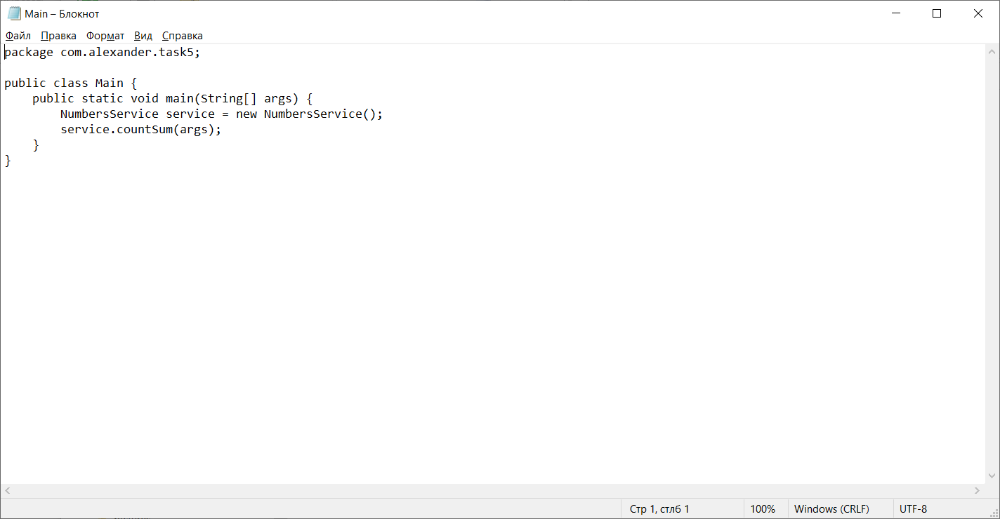 Main – Блокнот
Файл Правка Формат Вид Справка
package com.alexander.task5;

public class Main {
    public static void main(String[] args) {
        NumbersService service = new NumbersService();
        service.countSum(args);
    }
}
Стр 1, стлб 1 100% Windows (CRLF) UTF-8